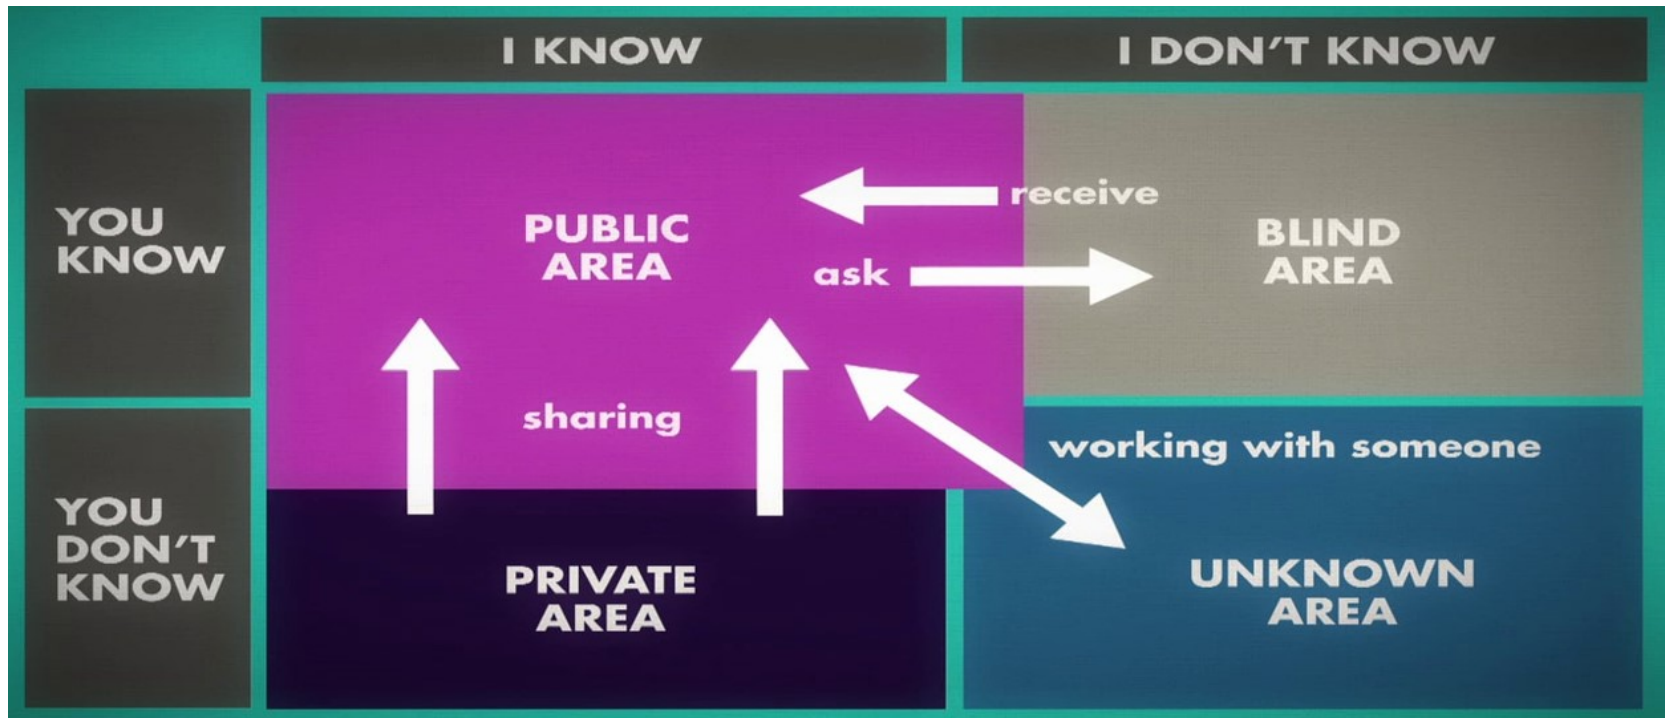 I KNOW
I DON'T KNOW
YOU
KNOW
PUBLIC
AREA
receive
ask
BLIND
AREA
sharing
working with someone
YOU
DON'T
KNOW
PRIVATE
AREA
UNKNOWN
AREA